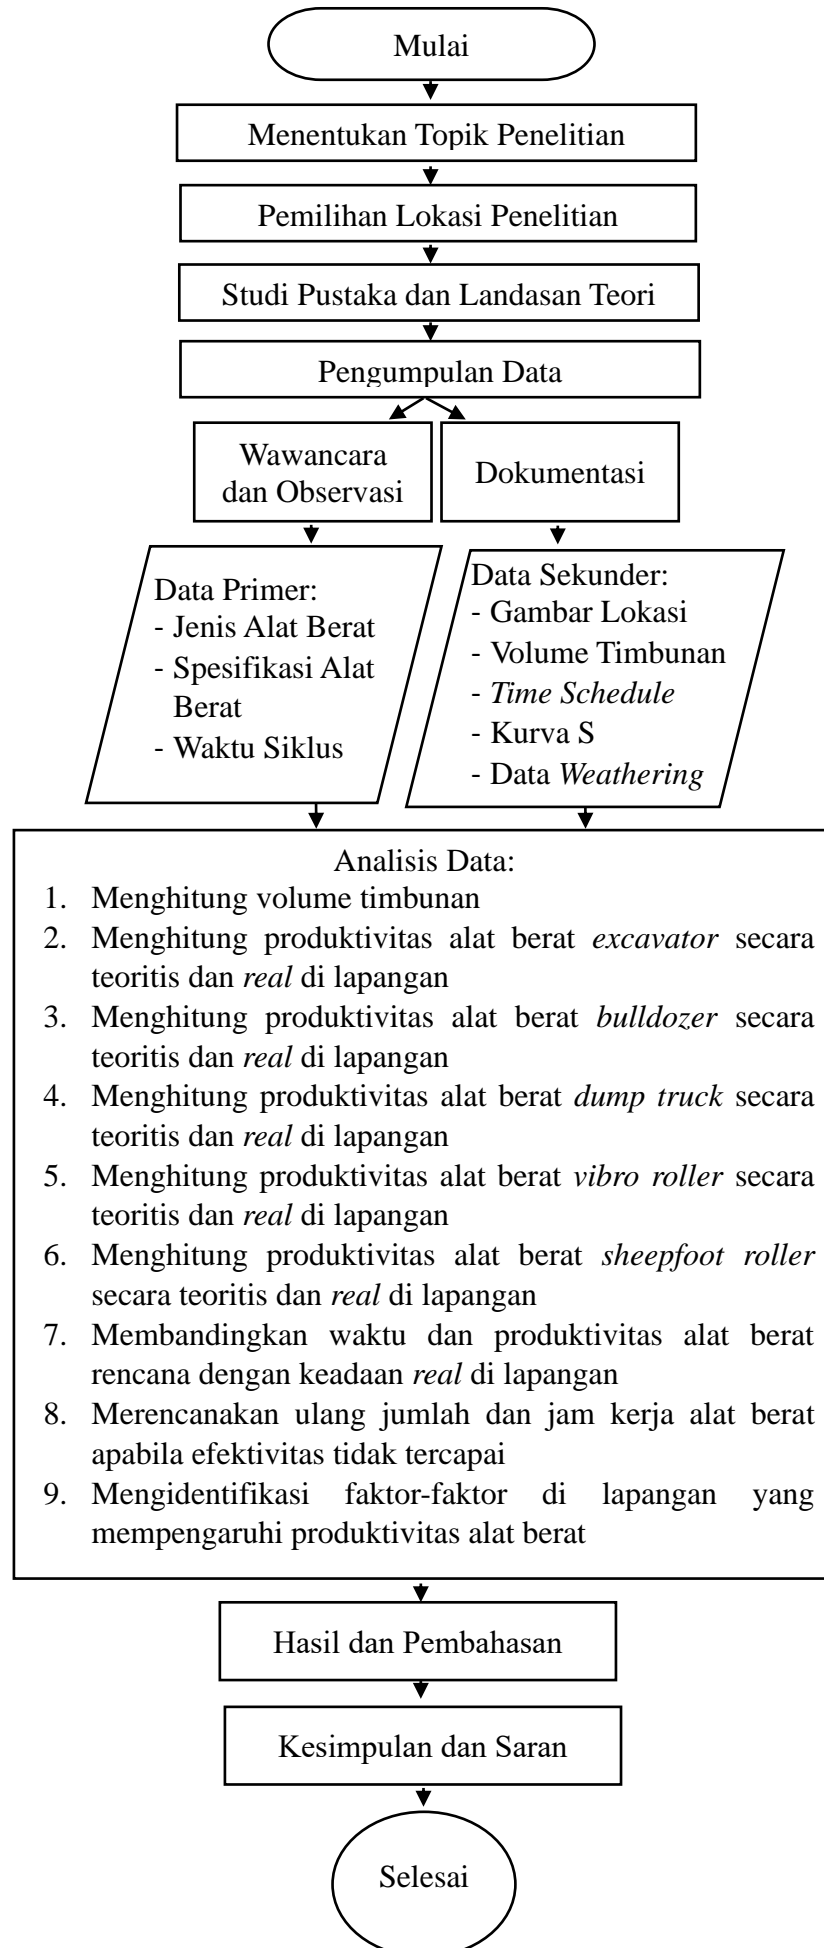 Mulai
Menentukan Topik Penelitian
Pemilihan Lokasi Penelitian
Studi Pustaka dan Landasan Teori
Pengumpulan Data
Wawancara
dan Observasi
Dokumentasi
Data Primer:
- Jenis Alat Berat
- Spesifikasi Alat
Berat
- Waktu Siklus
Data Sekunder:
- Gambar Lokasi
- Volume Timbunan
- Time Schedule
- Kurva S
- Data Weathering
Analisis Data:
1. Menghitung volume timbunan
2. Menghitung produktivitas alat berat excavator secara
teoritis dan real di lapangan
3. Menghitung produktivitas alat berat bulldozer secara
teoritis dan real di lapangan
4. Menghitung produktivitas alat berat dump truck secara
teoritis dan real di lapangan
5. Menghitung produktivitas alat berat vibro roller secara
teoritis dan real di lapangan
6. Menghitung produktivitas alat berat sheepfoot roller
secara teoritis dan real di lapangan
7. Membandingkan waktu dan produktivitas alat berat
rencana dengan keadaan real di lapangan
8. Merencanakan ulang jumlah dan jam kerja alat berat
apabila efektivitas tidak tercapai
9. Mengidentifikasi faktor-faktor di lapangan yang
mempengaruhi produktivitas alat berat
Hasil dan Pembahasan
Kesimpulan dan Saran
Selesai